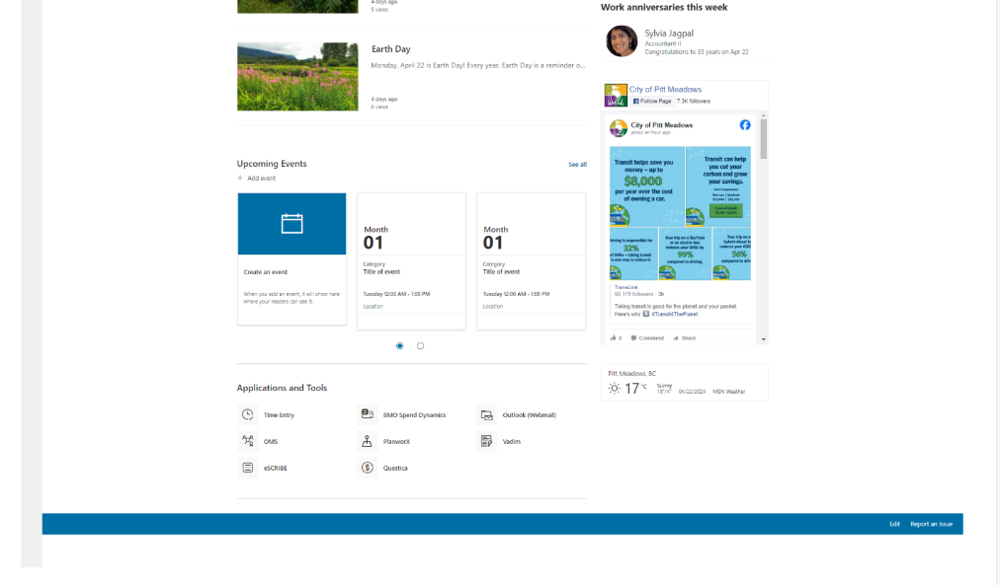 4 days ago
5 views
Earth Day
Monday, April 22 is Earth Day! Every year, Earth Day is a reminder o...
4 days ago
6 views
Upcoming Events
See all
+ Add event
Create an event
When you add an event, it will show here
where your readers can see it.
Month
01
Category
Title of event
Tuesday 12:00 AM - 1:00 PM
Location
Month
01
Category
Title of event
Tuesday 12:00 AM - 1:00 PM
Location
Applications and Tools
Time Entry
BMO Spend Dynamics
Outlook (Webmail)
OMS
PlanworX
Vadim
eSCRIBE
Questica
Work anniversaries this week
Sylvia Jagpal
Accountant II
Congratulations to 33 years on Apr 22
City of Pitt Meadows
Follow Page
7.3K followers
City of Pitt Meadows
about an hour ago
Transit helps save you
money – up to
$8,000
per year over the cost
of owning a car.
Transit can help
you cut your
carbon and grow
your savings.
Driving is responsible for
32%
of GHGs – taking transit
is one way to reduce it.
Your trip on a SkyTrain
or an electric bus
reduces your GHGs by
99%
compared to driving.
Your trip on a
hybrid-diesel b
reduces your GHG
56%
compared to driv
TransLink
179 followers · 3h
Taking transit is good for the planet and your pocket.
Here's why #Transit4ThePlanet
2
Comment
Share
Pitt Meadows, BC
17 °C
Sunny
18°/4°
04/22/2024
MSN Weather
Edit
Report an Issue